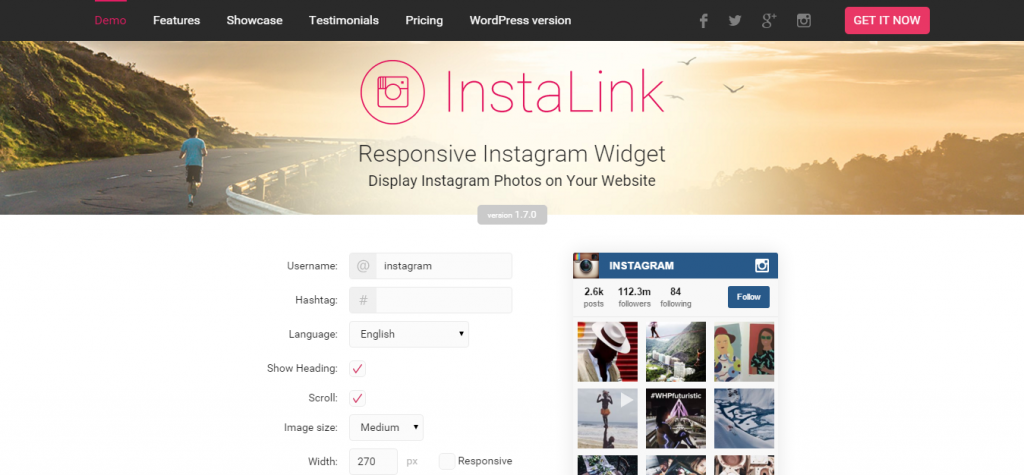 Demo Features Showcase Testimonials Pricing WordPress version GET IT NOW
InstaLink
Responsive Instagram Widget
Display Instagram Photos on Your Website
version 1.7.0
Username: @ instagram
Hashtag: #
Language: English
Show Heading:
Scroll:
Image size: Medium
Width: 270 px Responsive
INSTAGRAM
2.6k 112.3m 84
posts followers following
Follow
#WHPfuturistic